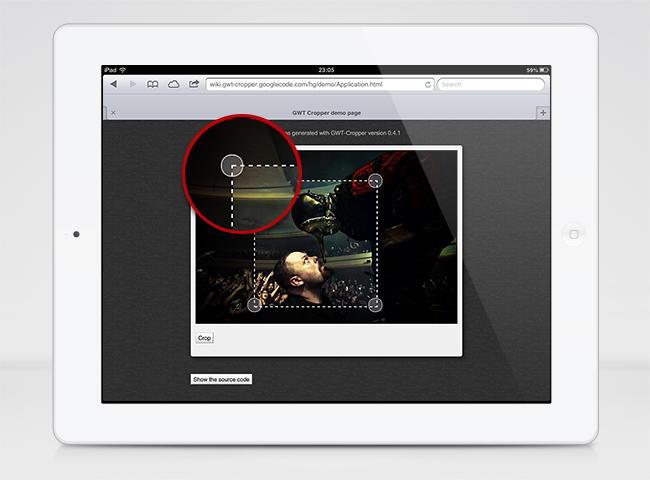 iPad
23:05
59%
wiki.gwt-cropper.googlecode.com/hg/demo/Application.html
Search
GWT Cropper demo page
generated with GWT-Cropper version 0.4.1
Crop
Show the source code